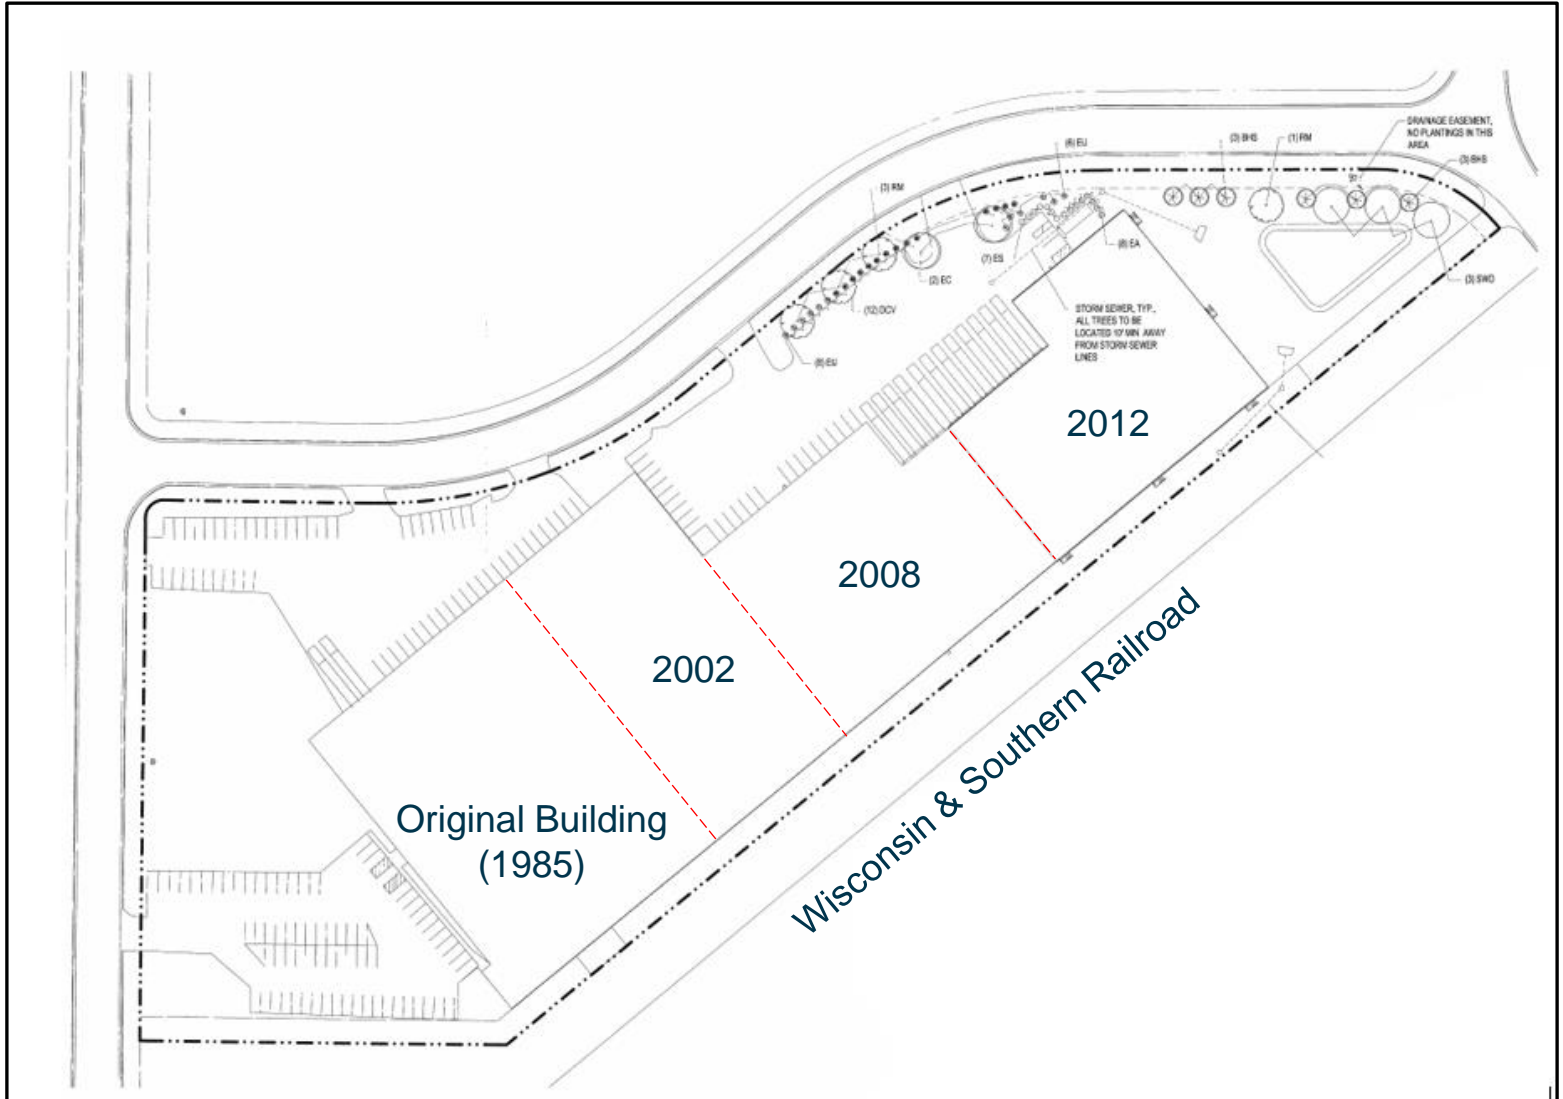 DRAINAGE EASEMENT,
NO PLANTINGS IN THIS
AREA
(6) EU
(3) BHS
(1) RM
(3) BHS
(3) RM
(8) EA
(7) ES
(2) EC
(3) SWO
(12) DCV
STORM SEWER, TYP.,
ALL TREES TO BE
LOCATED 10' MIN. AWAY
FROM STORM SEWER
LINES
2012
2008
2002
Original Building
(1985)
Wisconsin & Southern Railroad